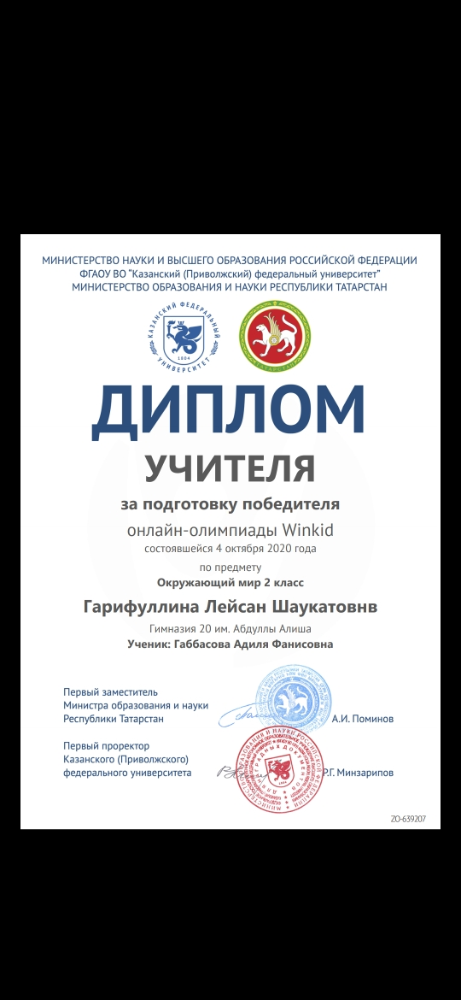 МИНИСТЕРСТВО НАУКИ И ВЫСШЕГО ОБРАЗОВАНИЯ РОССИЙСКОЙ ФЕДЕРАЦИИ
ФГАОУ ВО "Казанский (Приволжский) федеральный университет"
МИНИСТЕРСТВО ОБРАЗОВАНИЯ И НАУКИ РЕСПУБЛИКИ ТАТАРСТАН
КАЗАНСКИЙ ФЕДЕРАЛЬНЫЙ УНИВЕРСИТЕТ
1804
ТАТАРСТАН
ДИПЛОМ
УЧИТЕЛЯ
за подготовку победителя
онлайн-олимпиады Winkid
состоявшейся 4 октября 2020 года
по предмету
Окружающий мир 2 класс
Гарифуллина Лейсан Шаукатовнв
Гимназия 20 им. Абдуллы Алиша
Ученик: Габбасова Адиля Фанисовна
Первый заместитель
Министра образования и науки
Республики Татарстан
А.И. Поминов
Первый проректор
Казанского (Приволжского)
федерального университета
Р.Г. Минзарипов
ZO-639207